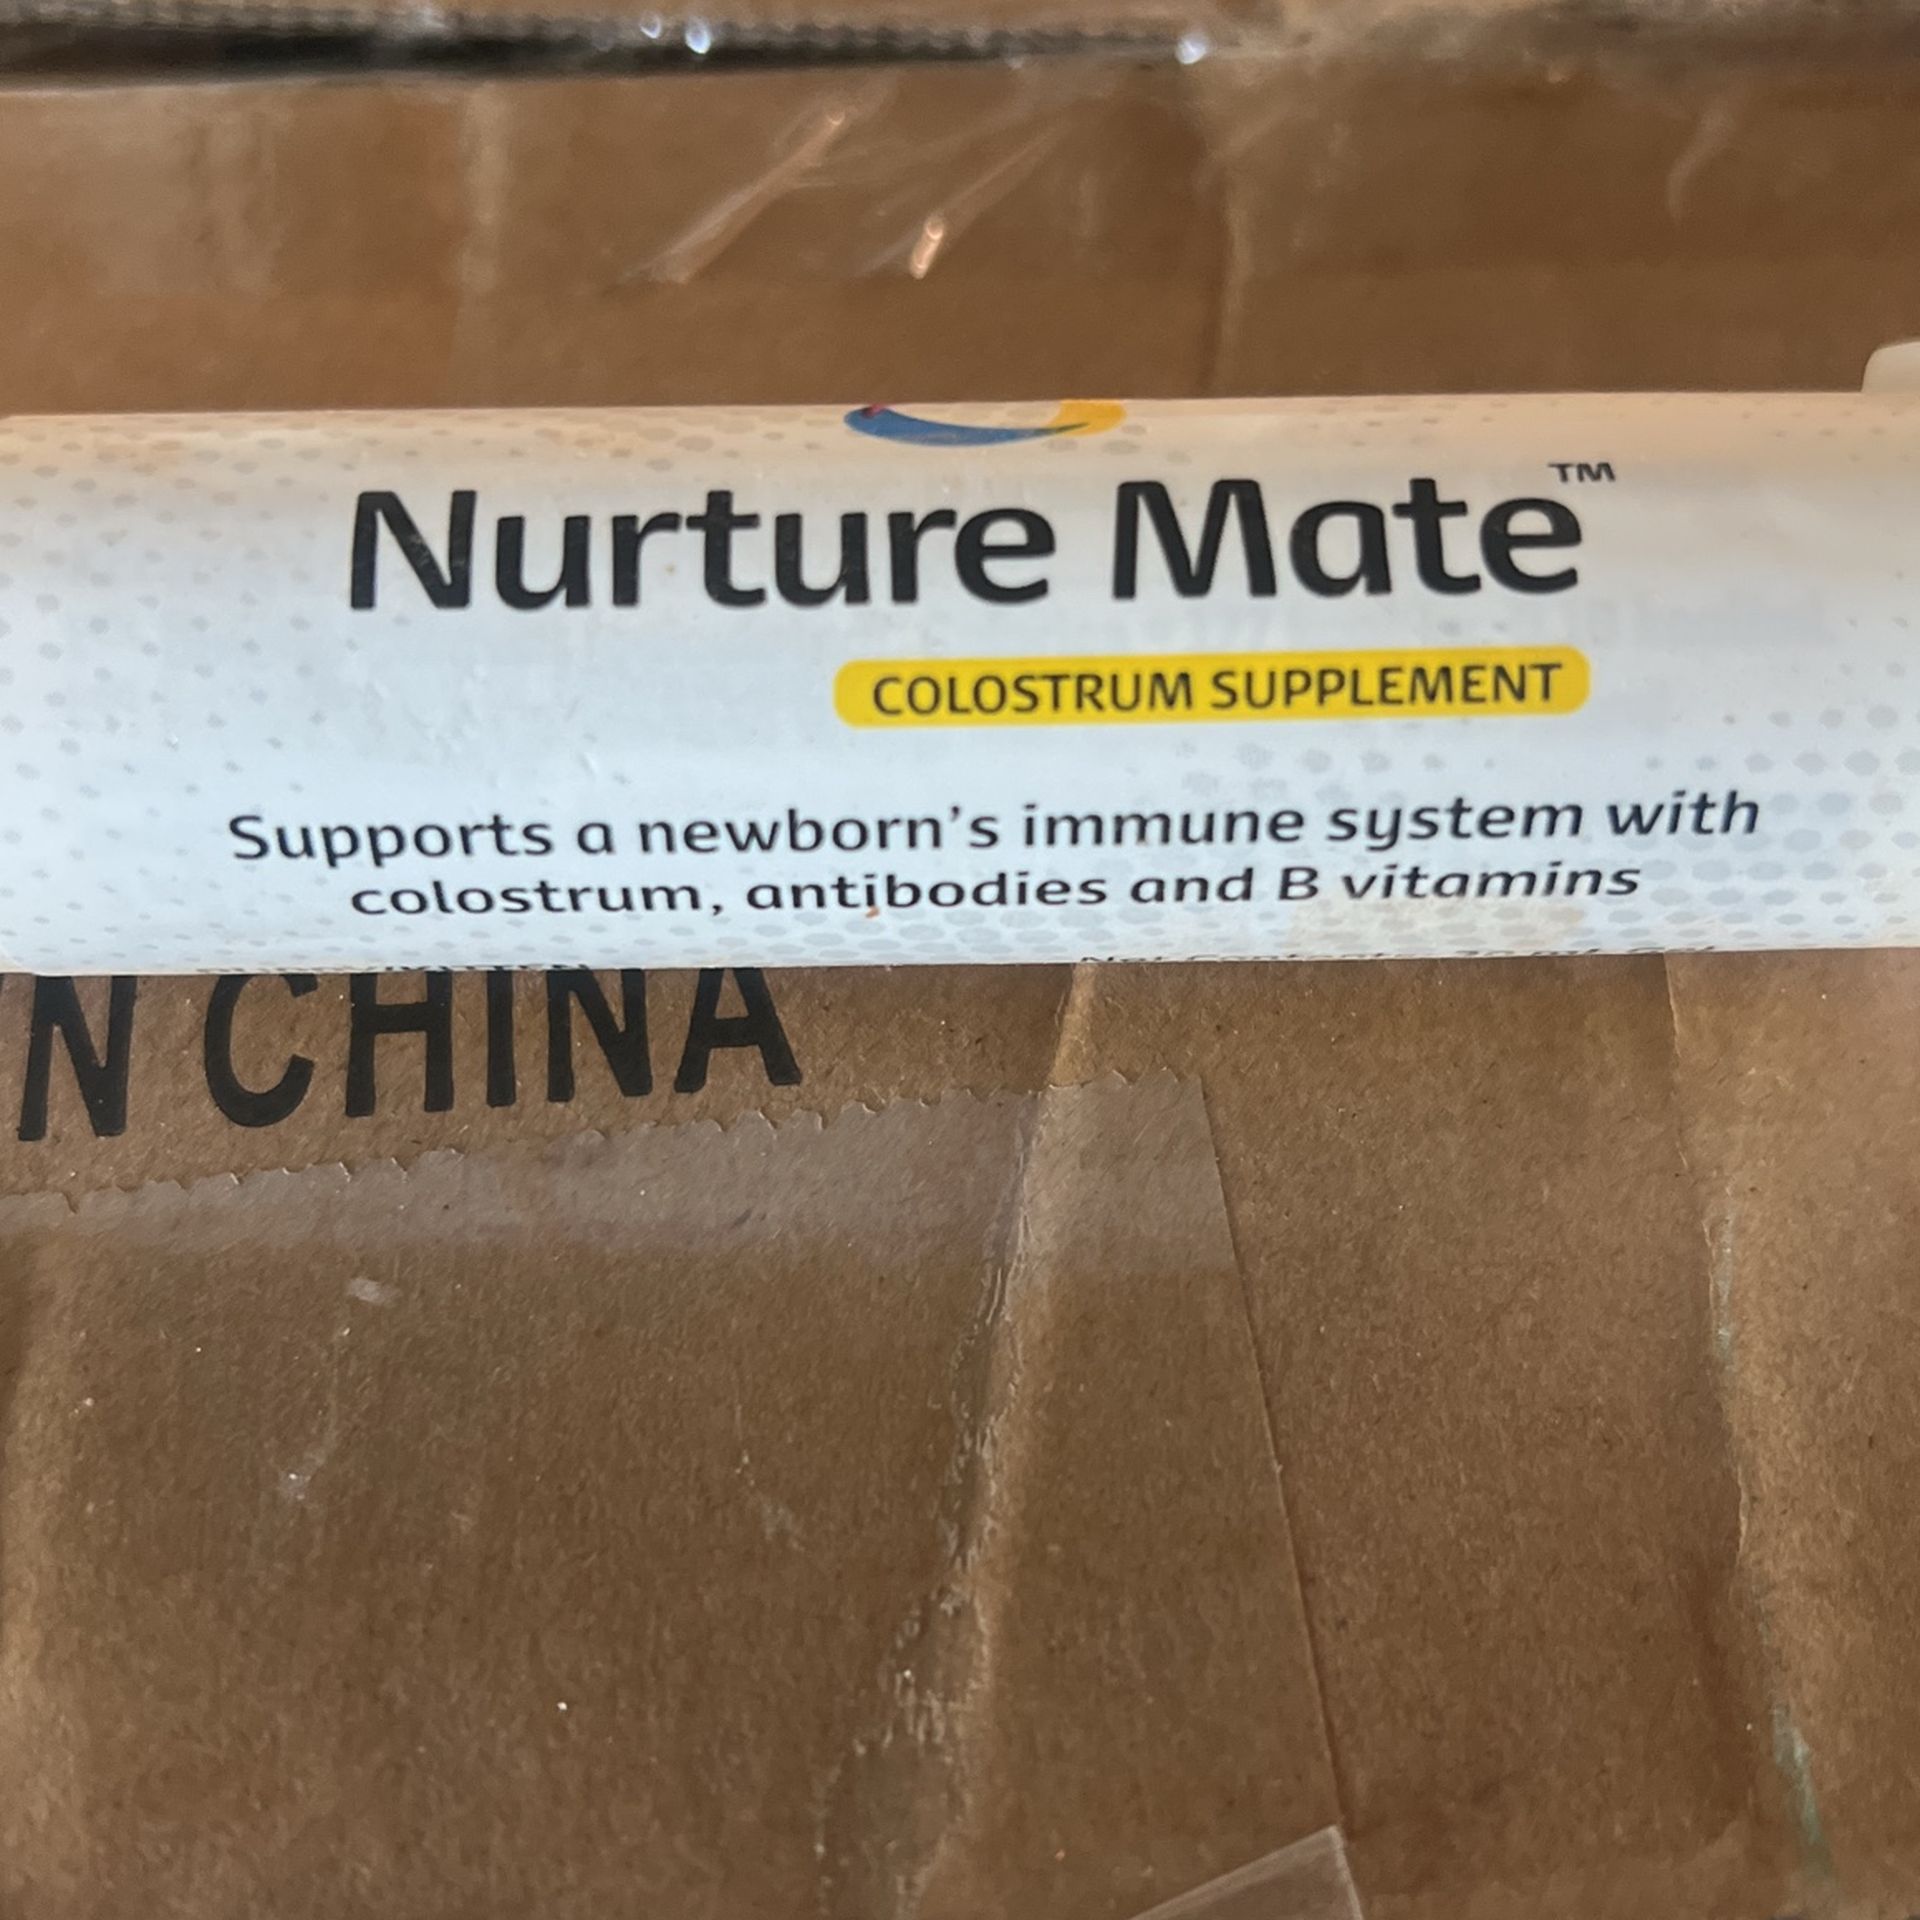 Nurture Mate™
COLOSTRUM SUPPLEMENT
Supports a newborn's immune system with
colostrum, antibodies and B vitamins
N CHINA